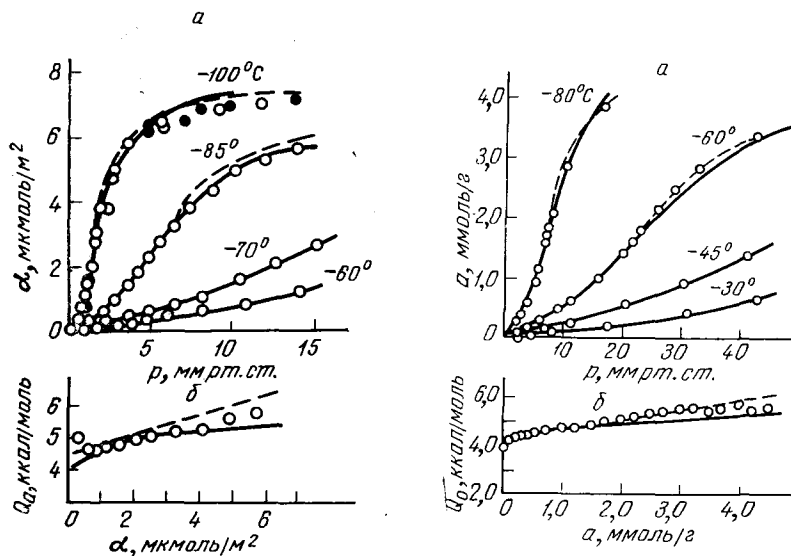 а
8
6
4
2
0
α, мкмоль/м²
-100°С
-85°
-70°
-60°
5
10
15
p, мм рт. ст.
б
6
5
4
Qa, ккал/моль
0
2
4
6
α, мкмоль/м²
а
4,0
3,0
2,0
1,0
0
a, ммоль/г
-80°С
-60°
-45°
-30°
10
20
30
40
p, мм рт. ст.
б
6,0
4,0
2,0
ккал/моль
0
1,0
2,0
3,0
4,0
a, ммоль/г